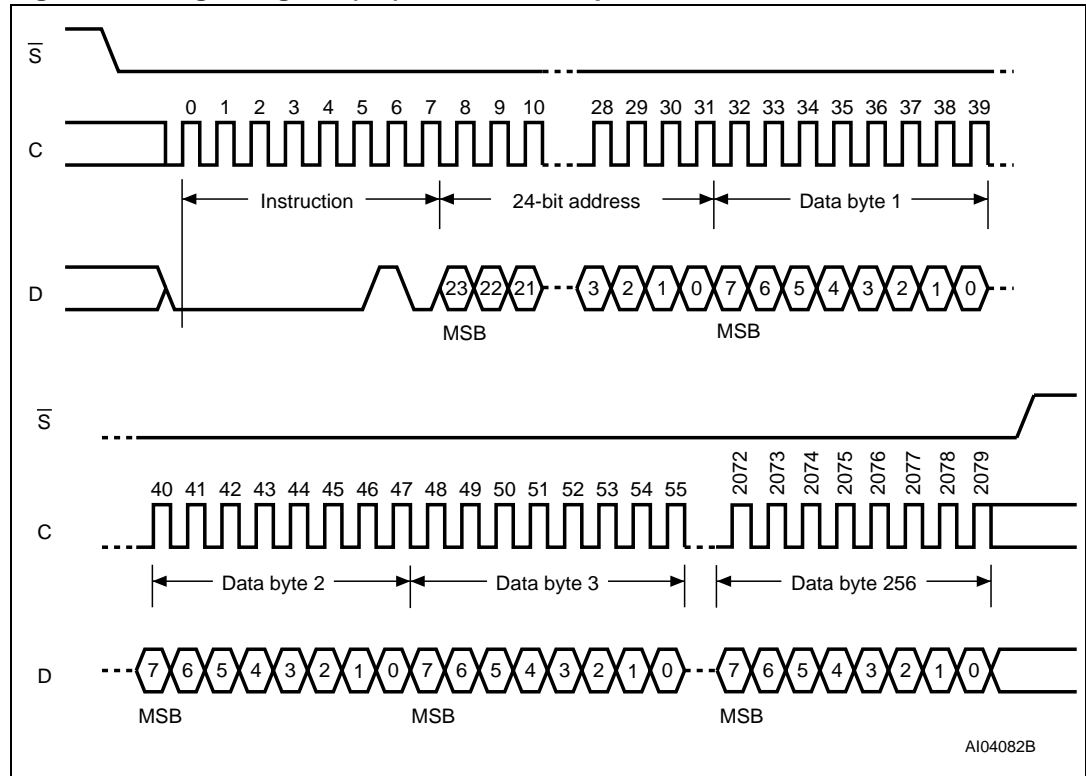 S̅
0 1 2 3 4 5 6 7 8 9 10 28 29 30 31 32 33 34 35 36 37 38 39
C
Instruction 24-bit address Data byte 1
D
23 22 21 3 2 1 0 7 6 5 4 3 2 1 0
MSB MSB
S̅
40 41 42 43 44 45 46 47 48 49 50 51 52 53 54 55 2072 2073 2074 2075 2076 2077 2078 2079
C
Data byte 2 Data byte 3 Data byte 256
D
7 6 5 4 3 2 1 0 7 6 5 4 3 2 1 0 7 6 5 4 3 2 1 0
MSB MSB MSB
AI04082B